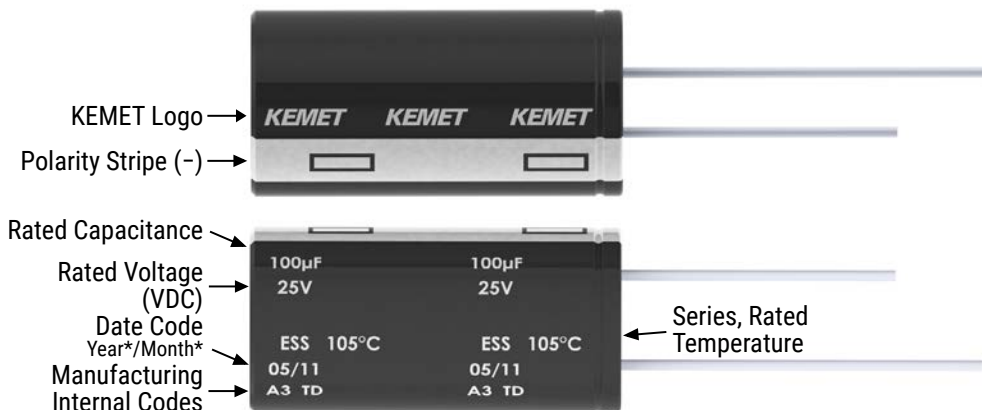 KEMET Logo
KEMET KEMET KEMET
Polarity Stripe (−)
Rated Capacitance
100µF 100µF
Rated Voltage
(VDC)
25V 25V
Date Code
Year*/Month*
ESS 105°C ESS 105°C
Series, Rated
Temperature
05/11 05/11
Manufacturing
Internal Codes
A3 TD A3 TD